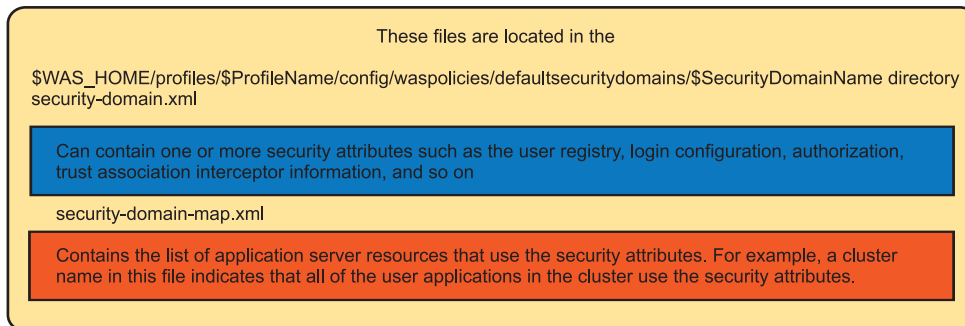 These files are located in the
$WAS_HOME/profiles/$ProfileName/config/waspolicies/defaultsecuritydomains/$SecurityDomainName directory
security-domain.xml
Can contain one or more security attributes such as the user registry, login configuration, authorization,
trust association interceptor information, and so on
security-domain-map.xml
Contains the list of application server resources that use the security attributes. For example, a cluster
name in this file indicates that all of the user applications in the cluster use the security attributes.